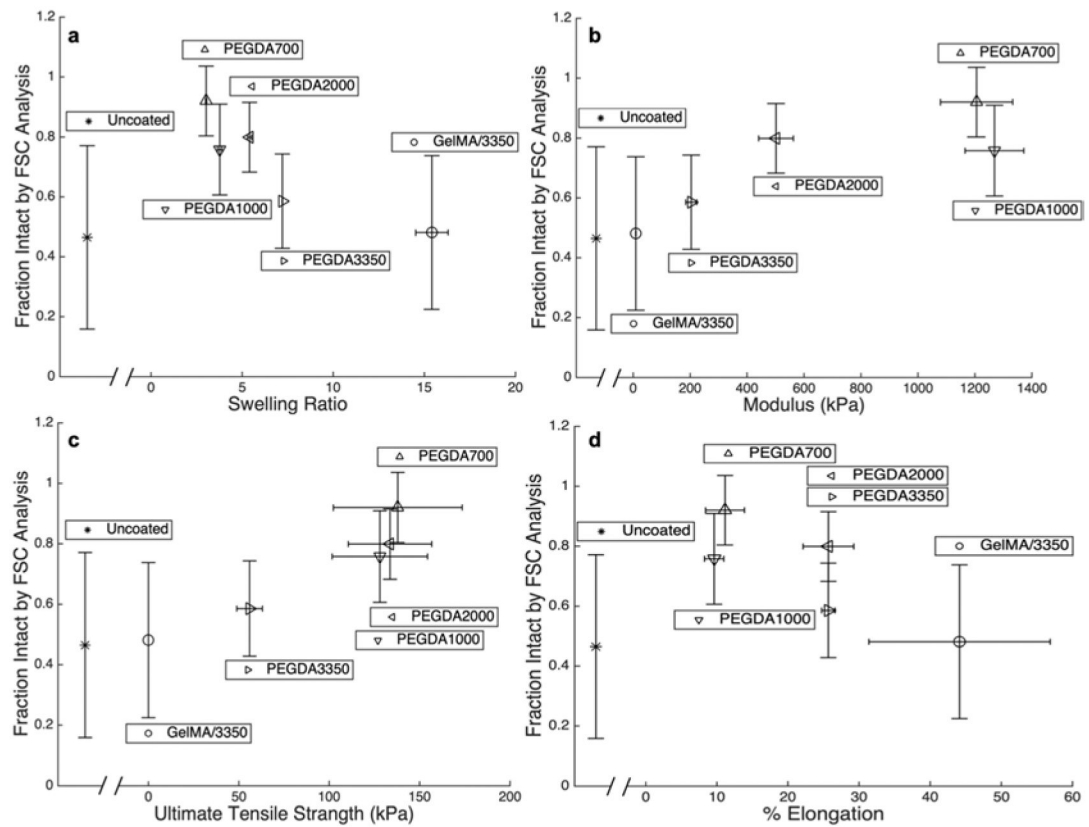 a
Fraction Intact by FSC Analysis
1.2
1
0.8
0.6
0.4
0.2
0
PEGDA700
PEGDA2000
Uncoated
GelMA/3350
PEGDA1000
PEGDA3350
0 5 10 15 20
Swelling Ratio
b
Fraction Intact by FSC Analysis
1.2
1
0.8
0.6
0.4
0.2
0
PEGDA700
Uncoated
PEGDA2000
PEGDA1000
PEGDA3350
GelMA/3350
0 200 400 600 800 1000 1200 1400
Modulus (kPa)
c
Fraction Intact by FSC Analysis
1.2
1
0.8
0.6
0.4
0.2
0
PEGDA700
Uncoated
PEGDA2000
PEGDA1000
PEGDA3350
GelMA/3350
0 50 100 150 200
Ultimate Tensile Strangth (kPa)
d
Fraction Intact by FSC Analysis
1.2
1
0.8
0.6
0.4
0.2
0
PEGDA700
PEGDA2000
PEGDA3350
Uncoated
GelMA/3350
PEGDA1000
0 10 20 30 40 50 60
% Elongation